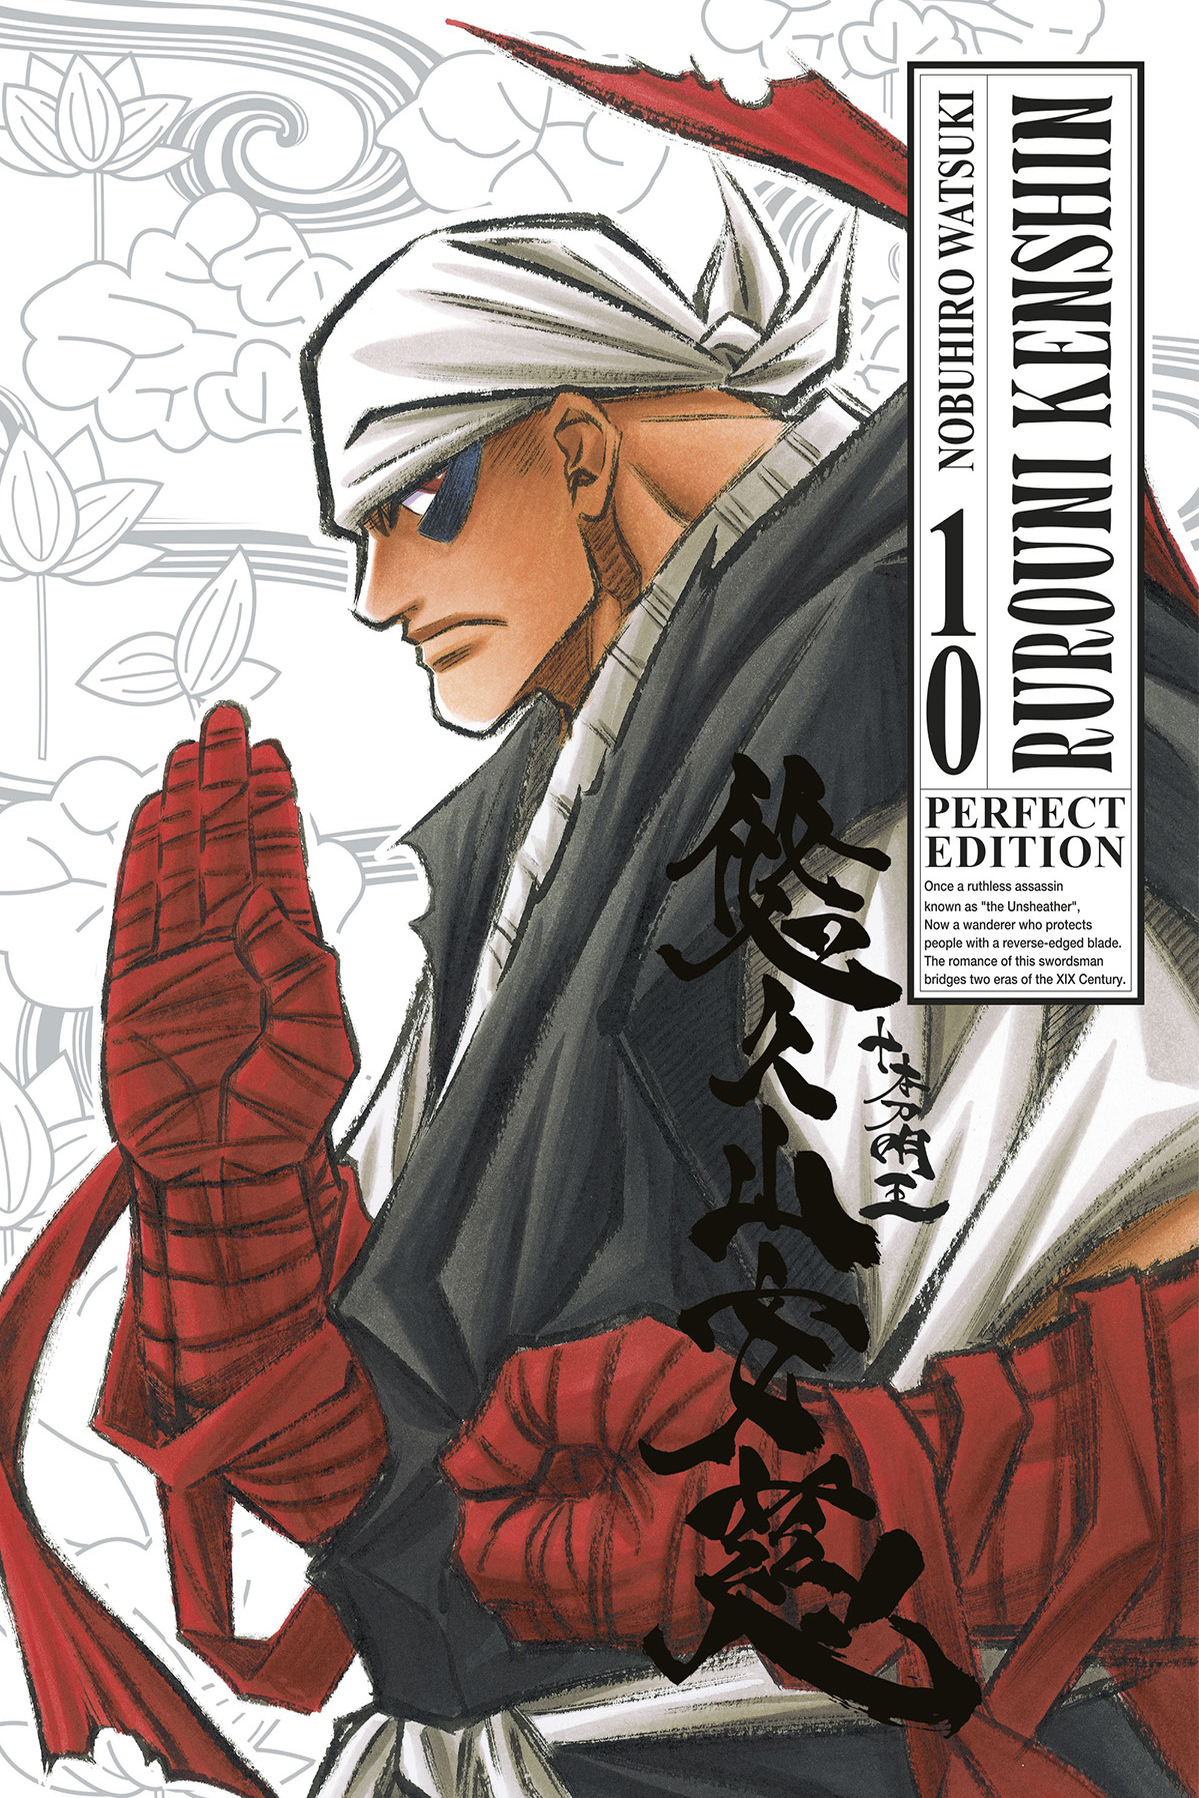 RUROUNI KENSHIN
NOBUHIRO WATSUKI
10
PERFECT
EDITION
Once a ruthless assassin
known as "the Unsheather",
Now a wanderer who protects
people with a reverse-edged blade.
The romance of this swordsman
bridges two eras of the XIX Century.
十本刀明王
悠久山安慈